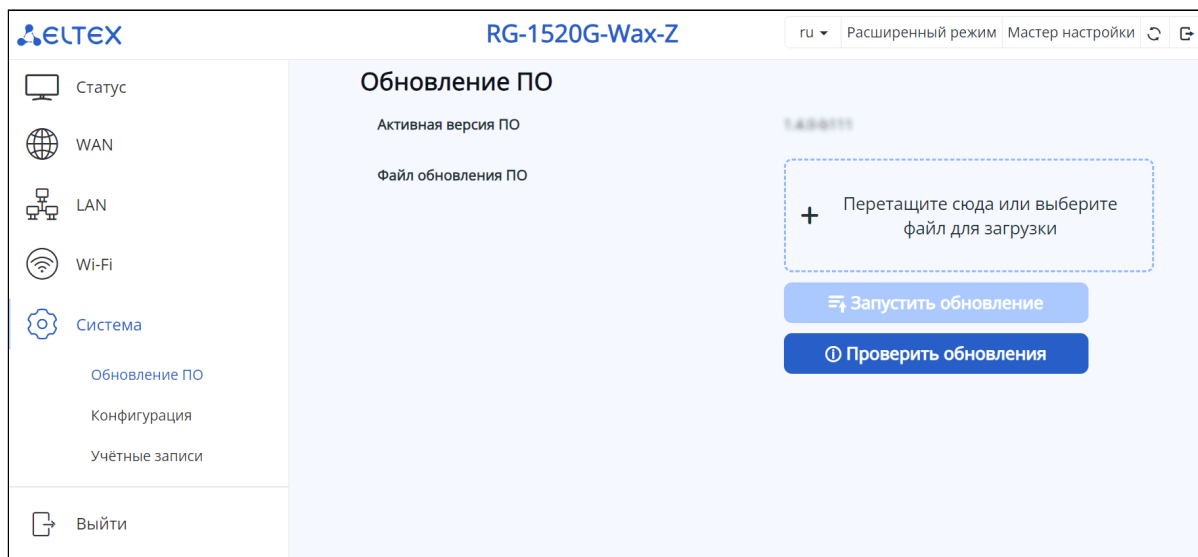 ELTEX
RG-1520G-Wax-Z
ru
Расширенный режим
Мастер настройки
Статус
WAN
LAN
Wi-Fi
Система
Обновление ПО
Конфигурация
Учётные записи
Выйти
Обновление ПО
Активная версия ПО
Файл обновления ПО
Перетащите сюда или выберите
файл для загрузки
Запустить обновление
Проверить обновления